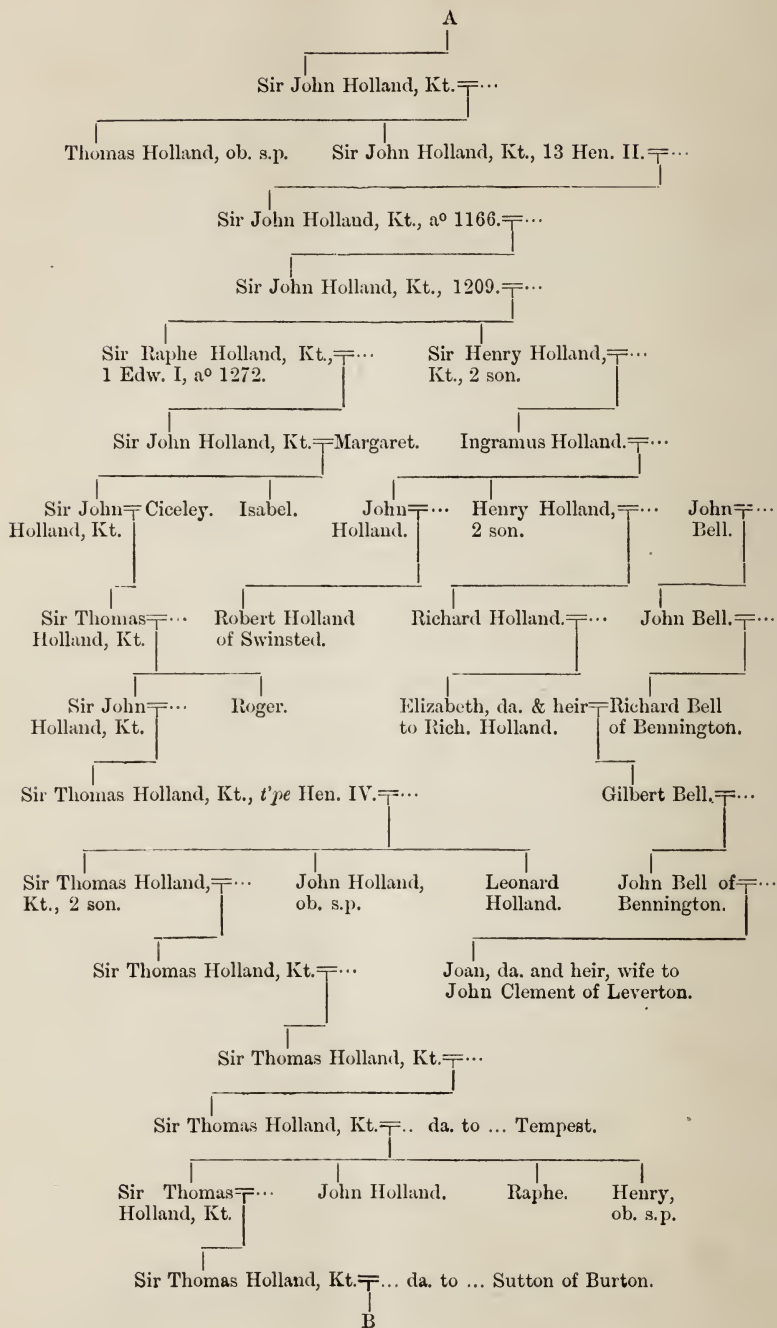 A
Sir John Holland, Kt. ...
Thomas Holland, ob. s.p. Sir John Holland, Kt., 13 Hen. II. ...
Sir John Holland, Kt., aº 1166. ...
Sir John Holland, Kt., 1209. ...
Sir Raphe Holland, Kt., ... Sir Henry Holland, ...
1 Edw. I, aº 1272. Kt., 2 son.
Sir John Holland, Kt. Margaret. Ingramus Holland. ...
Sir John Ciceley. Isabel. John ... Henry Holland, ... John ...
Holland, Kt. Holland. 2 son. Bell.
Sir Thomas ... Robert Holland Richard Holland. ... John Bell. ...
Holland, Kt. of Swinsted.
Sir John ... Roger. Elizabeth, da. & heir Richard Bell
Holland, Kt. to Rich. Holland. of Bennington.
Sir Thomas Holland, Kt., t'pe Hen. IV. ... Gilbert Bell. ...
Sir Thomas Holland, ... John Holland, Leonard John Bell of ...
Kt., 2 son. ob. s.p. Holland. Bennington.
Sir Thomas Holland, Kt. ... Joan, da. and heir, wife to
John Clement of Leverton.
Sir Thomas Holland, Kt. ...
Sir Thomas Holland, Kt. .. da. to ... Tempest.
Sir Thomas ... John Holland. Raphe. Henry,
Holland, Kt. ob. s.p.
Sir Thomas Holland, Kt. ... da. to ... Sutton of Burton.
B